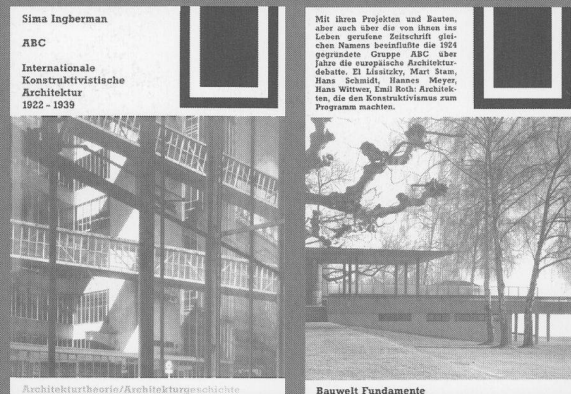 Sima Ingberman
ABC
Internationale
Konstruktivistische
Architektur
1922 – 1939
Architekturtheorie/Architekturgeschichte
Mit ihren Projekten und Bauten,
aber auch über die von ihnen ins
Leben gerufene Zeitschrift glei-
chen Namens beeinflußte die 1924
gegründete Gruppe ABC über
Jahre die europäische Architektur-
debatte. El Lissitzky, Mart Stam,
Hans Schmidt, Hannes Meyer,
Hans Wittwer, Emil Roth: Architek-
ten, die den Konstruktivismus zum
Programm machten.
Bauwelt Fundamente